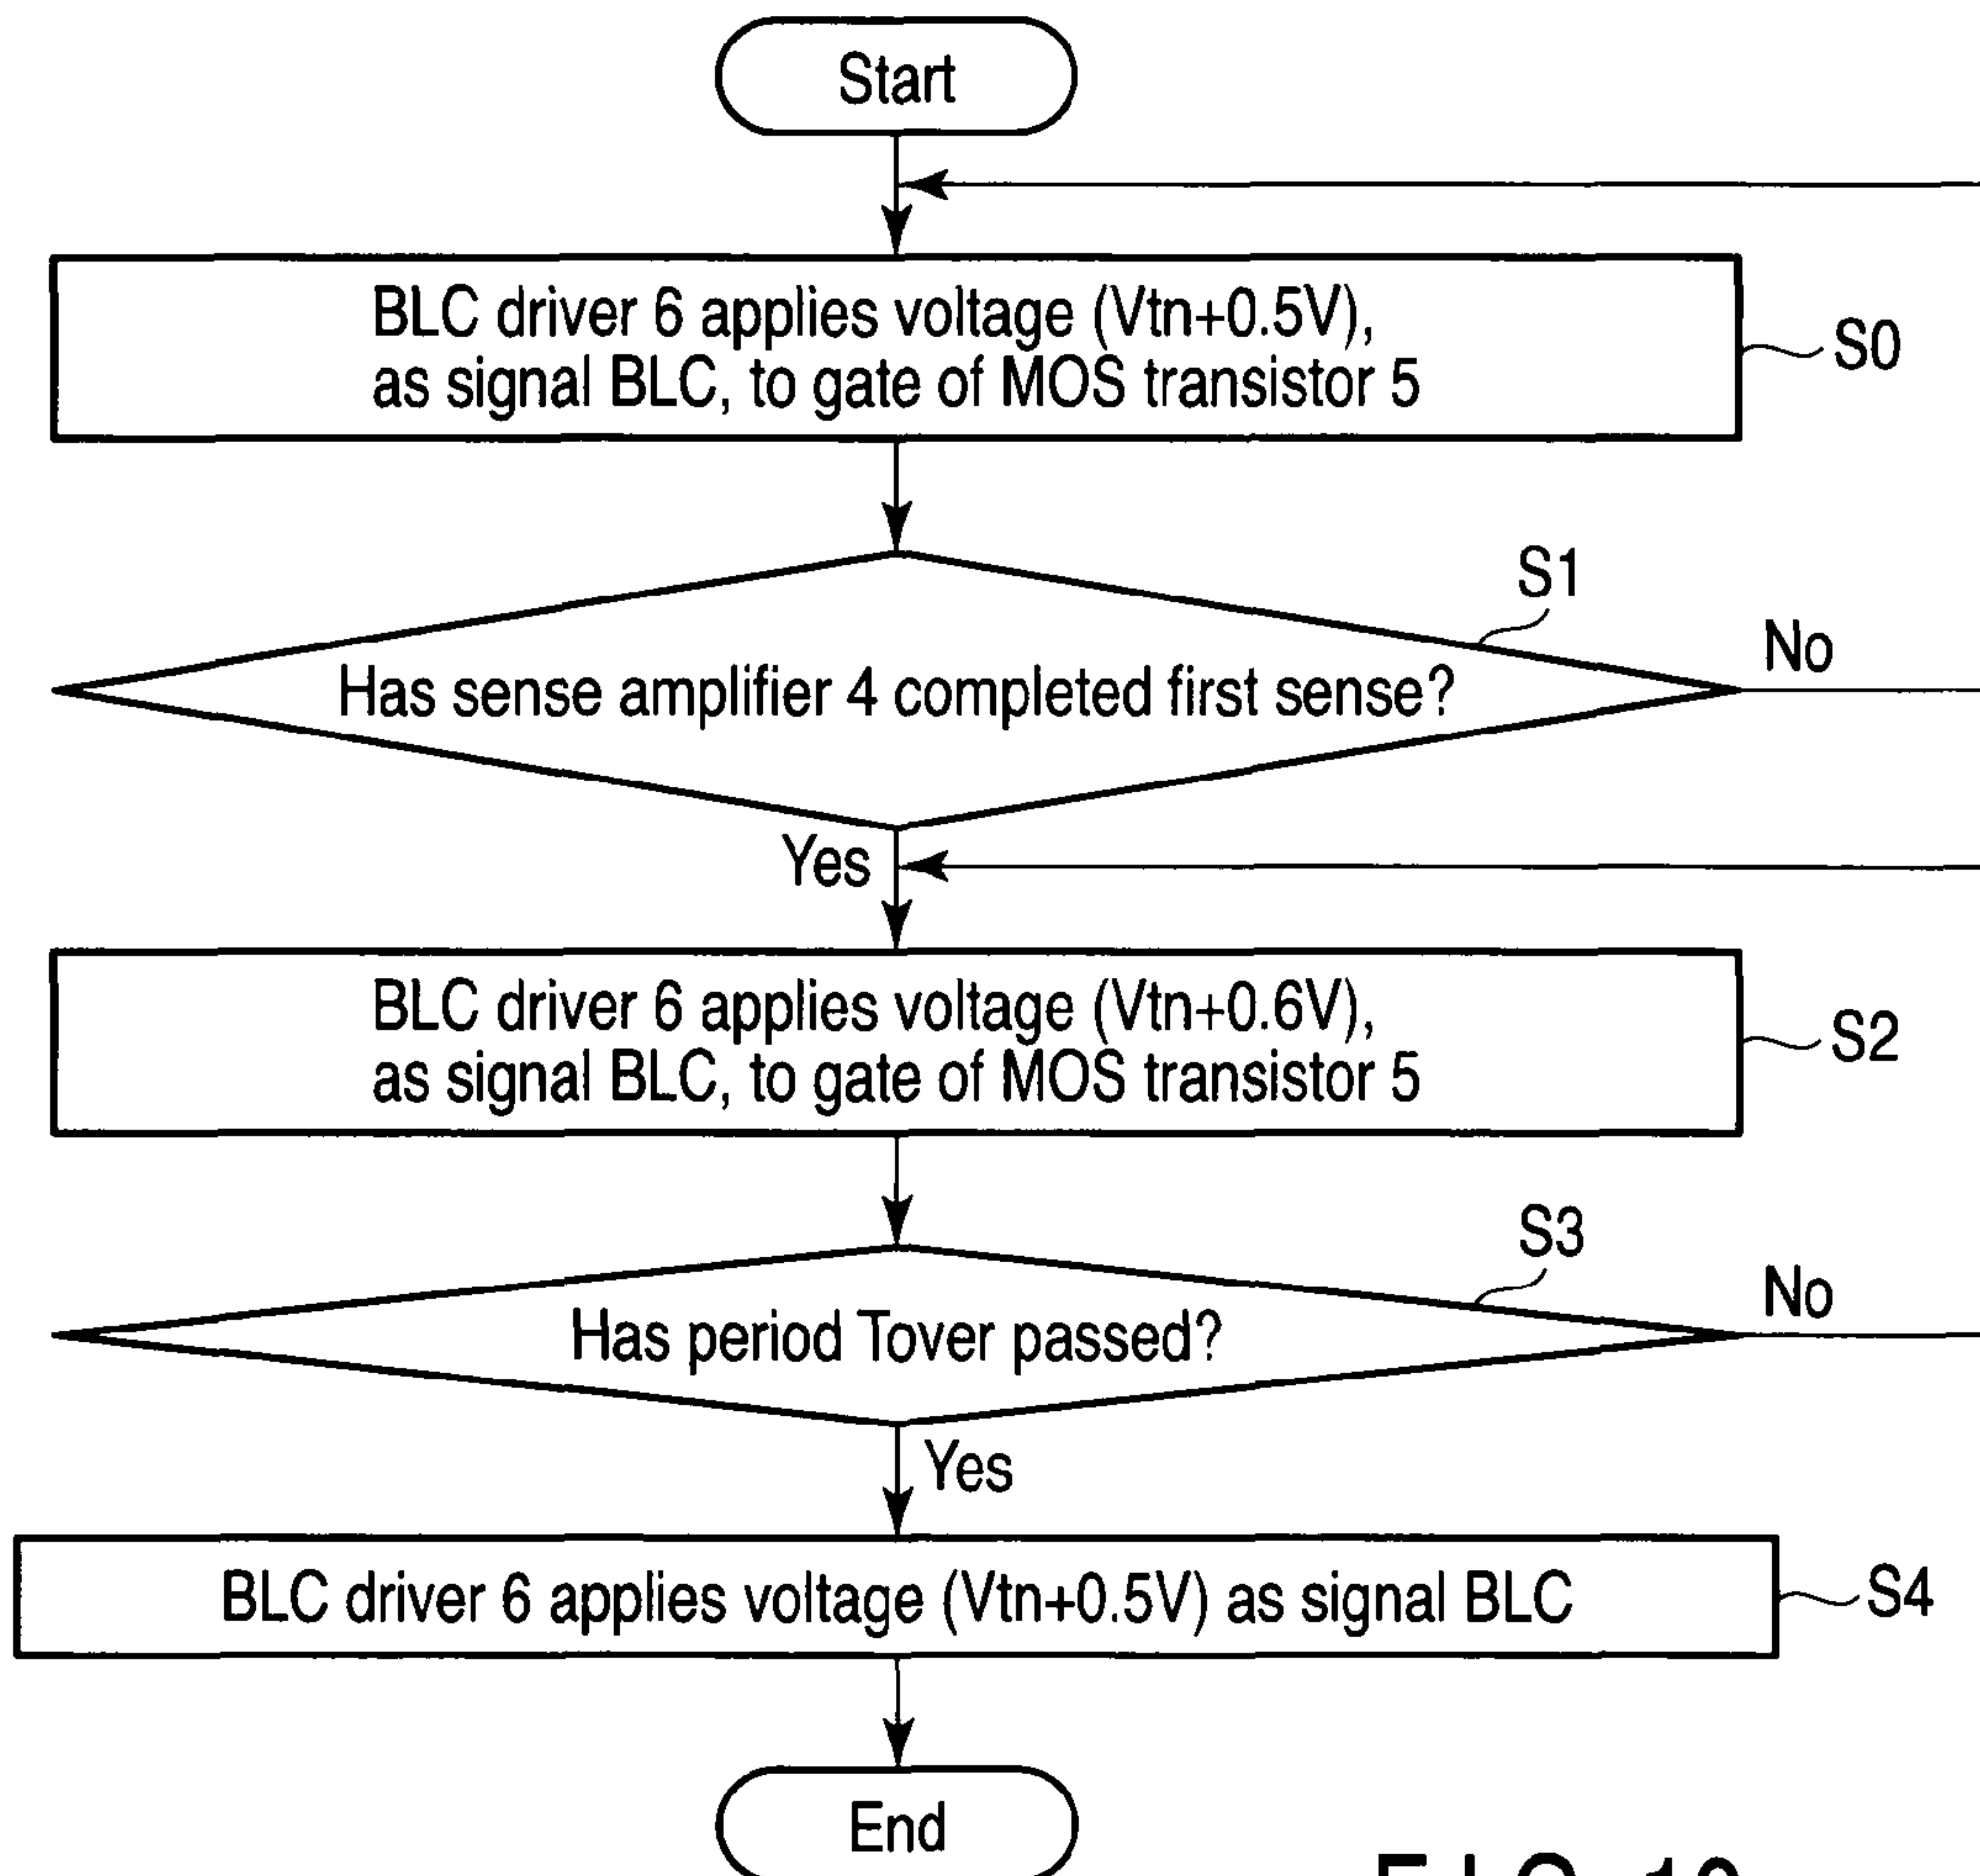 Start
BLC driver 6 applies voltage (Vtn+0.5V),
as signal BLC, to gate of MOS transistor 5
S0
S1
Has sense amplifier 4 completed first sense?
No
Yes
BLC driver 6 applies voltage (Vtn+0.6V),
as signal BLC, to gate of MOS transistor 5
S2
S3
Has period Tover passed?
No
Yes
BLC driver 6 applies voltage (Vtn+0.5V) as signal BLC
S4
End